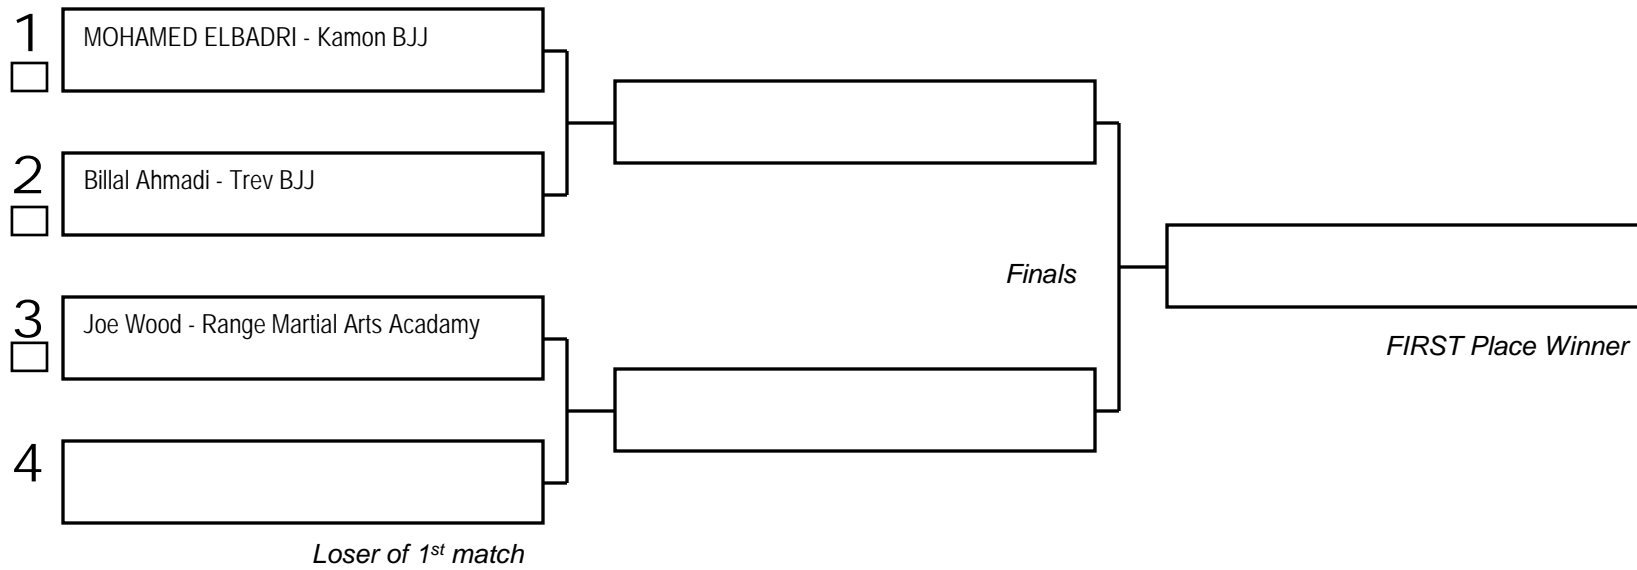 1
MOHAMED ELBADRI - Kamon BJJ
2
Billal Ahmadi - Trev BJJ
Finals
3
Joe Wood - Range Martial Arts Acadamy
FIRST Place Winner
4
Loser of 1st match